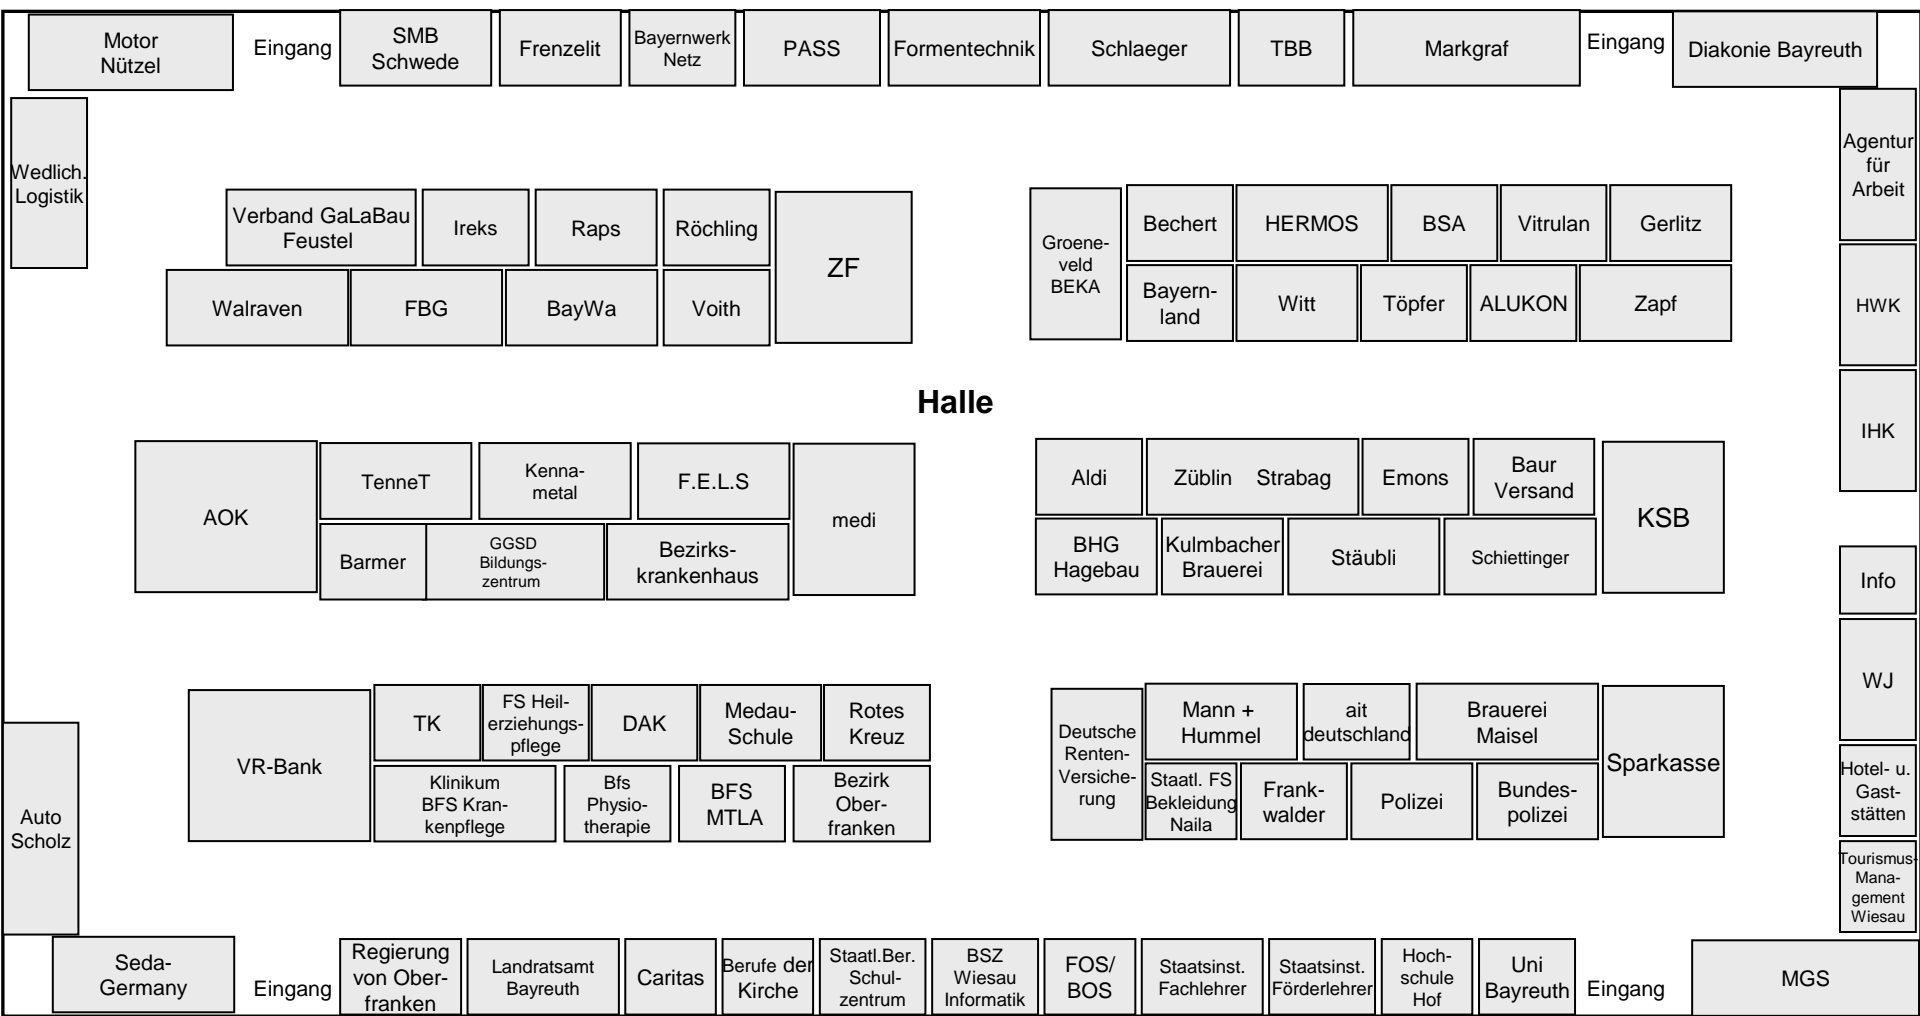 Motor
Nützel
Eingang
SMB
Schwede
Frenzelit
Bayernwerk
Netz
PASS
Formentechnik
Schlaeger
TBB
Markgraf
Eingang
Diakonie Bayreuth
Wedlich.
Logistik
Agentur
für
Arbeit
Verband GaLaBau
Feustel
Ireks
Raps
Röchling
ZF
Groene-
veld
BEKA
Bechert
HERMOS
BSA
Vitrulan
Gerlitz
Walraven
FBG
BayWa
Voith
Bayern-
land
Witt
Töpfer
ALUKON
Zapf
HWK
Halle
IHK
AOK
TenneT
Kenna-
metal
F.E.L.S
medi
Aldi
Züblin Strabag
Emons
Baur
Versand
KSB
Barmer
GGSD
Bildungs-
zentrum
Bezirks-
krankenhaus
BHG
Hagebau
Kulmbacher
Brauerei
Stäubli
Schiettinger
Info
WJ
VR-Bank
TK
FS Heil-
erziehungs-
pflege
DAK
Medau-
Schule
Rotes
Kreuz
Deutsche
Renten-
Versiche-
rung
Mann +
Hummel
ait
deutschland
Brauerei
Maisel
Sparkasse
Klinikum
BFS Kran-
kenpflege
Bfs
Physio-
therapie
BFS
MTLA
Bezirk
Ober-
franken
Staatl. FS
Bekleidung
Naila
Frank-
walder
Polizei
Bundes-
polizei
Auto
Scholz
Hotel- u.
Gast-
stätten
Tourismus-
Mana-
gement
Wiesau
Seda-
Germany
Eingang
Regierung
von Ober-
franken
Landratsamt
Bayreuth
Caritas
Berufe der
Kirche
Staatl.Ber.
Schul-
zentrum
BSZ
Wiesau
Informatik
FOS/
BOS
Staatsinst.
Fachlehrer
Staatsinst.
Förderlehrer
Hoch-
schule
Hof
Uni
Bayreuth
Eingang
MGS